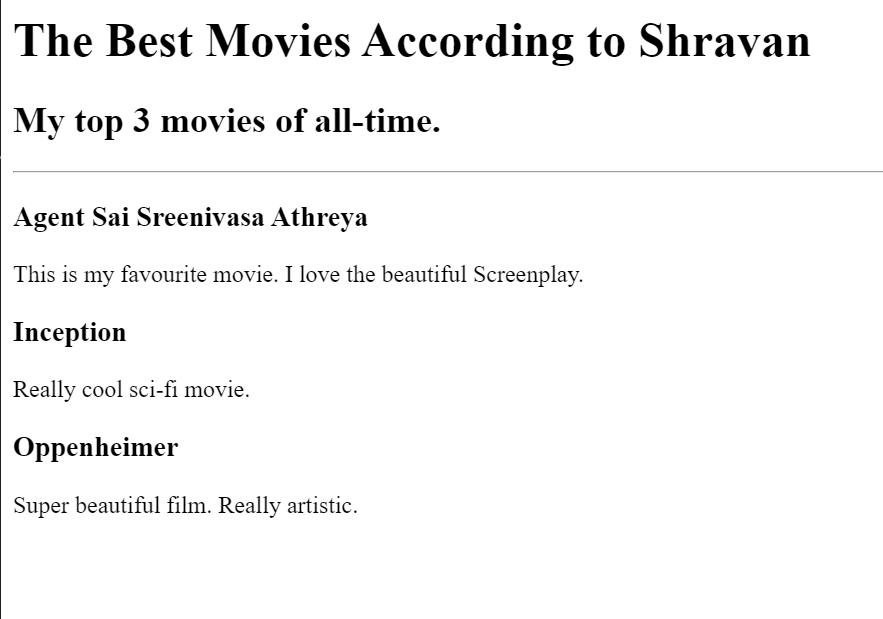 The Best Movies According to Shravan
My top 3 movies of all-time.
Agent Sai Sreenivasa Athreya
This is my favourite movie. I love the beautiful Screenplay.
Inception
Really cool sci-fi movie.
Oppenheimer
Super beautiful film. Really artistic.